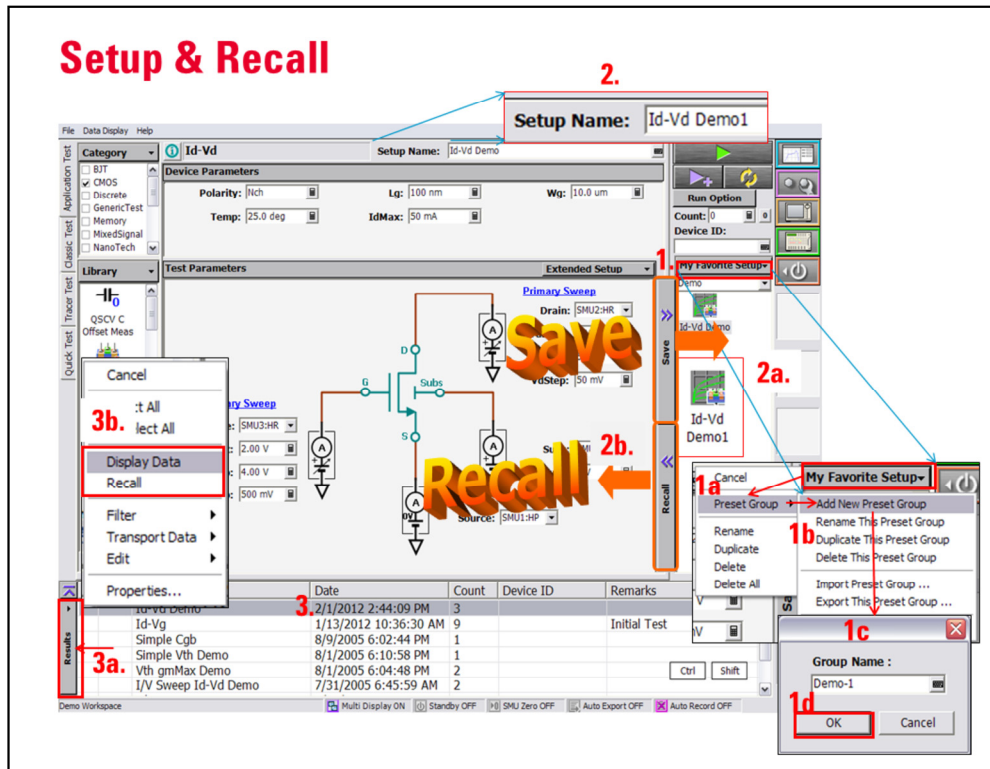 Setup & Recall
2.
Setup Name: Id-Vd Demo1
File Data Display Help
Application Test
Classic Test
Tracer Test
Quick Test
Category
BJT
CMOS
Discrete
GenericTest
Memory
MixedSignal
NanoTech
Library
QSCV C
Offset Meas
Id-Vd
Setup Name: Id-Vd Demo
Device Parameters
Polarity: Nch
Lg: 100 nm
Wg: 10.0 um
Temp: 25.0 deg
IdMax: 50 mA
Test Parameters
Extended Setup
Primary Sweep
Drain: SMU2:HR
VdStep: 50 mV
Save
Recall
D
G
Subs
S
A
A
A
A
SMU3:HR
2.00 V
4.00 V
500 mV
Source: SMU1:HP
Run Option
Count: 0
0
Device ID:
1.
My Favorite Setup
Demo
Id-Vd Demo
Save
Recall
2a.
Id-Vd
Demo1
2b.
Cancel
3b.
Display Data
Recall
Filter
Transport Data
Edit
Properties...
1a
Cancel
Preset Group
Rename
Duplicate
Delete
Delete All
My Favorite Setup
1b
Add New Preset Group
Rename This Preset Group
Duplicate This Preset Group
Delete This Preset Group
Import Preset Group ...
Export This Preset Group ...
1c
Group Name :
Demo-1
1d
OK
Cancel
Results
3a.
3.
Date Count Device ID Remarks
Id-Vd Demo 2/1/2012 2:44:09 PM 3
Id-Vg 1/13/2012 10:36:30 AM 9 Initial Test
Simple Cgb 8/9/2005 6:02:44 PM 1
Simple Vth Demo 8/1/2005 6:10:58 PM 1
Vth gmMax Demo 8/1/2005 6:04:48 PM 2
I/V Sweep Id-Vd Demo 7/31/2005 6:45:59 AM 2
Ctrl Shift
Demo Workspace
Multi Display ON
Standby OFF
SMU Zero OFF
Auto Export OFF
Auto Record OFF